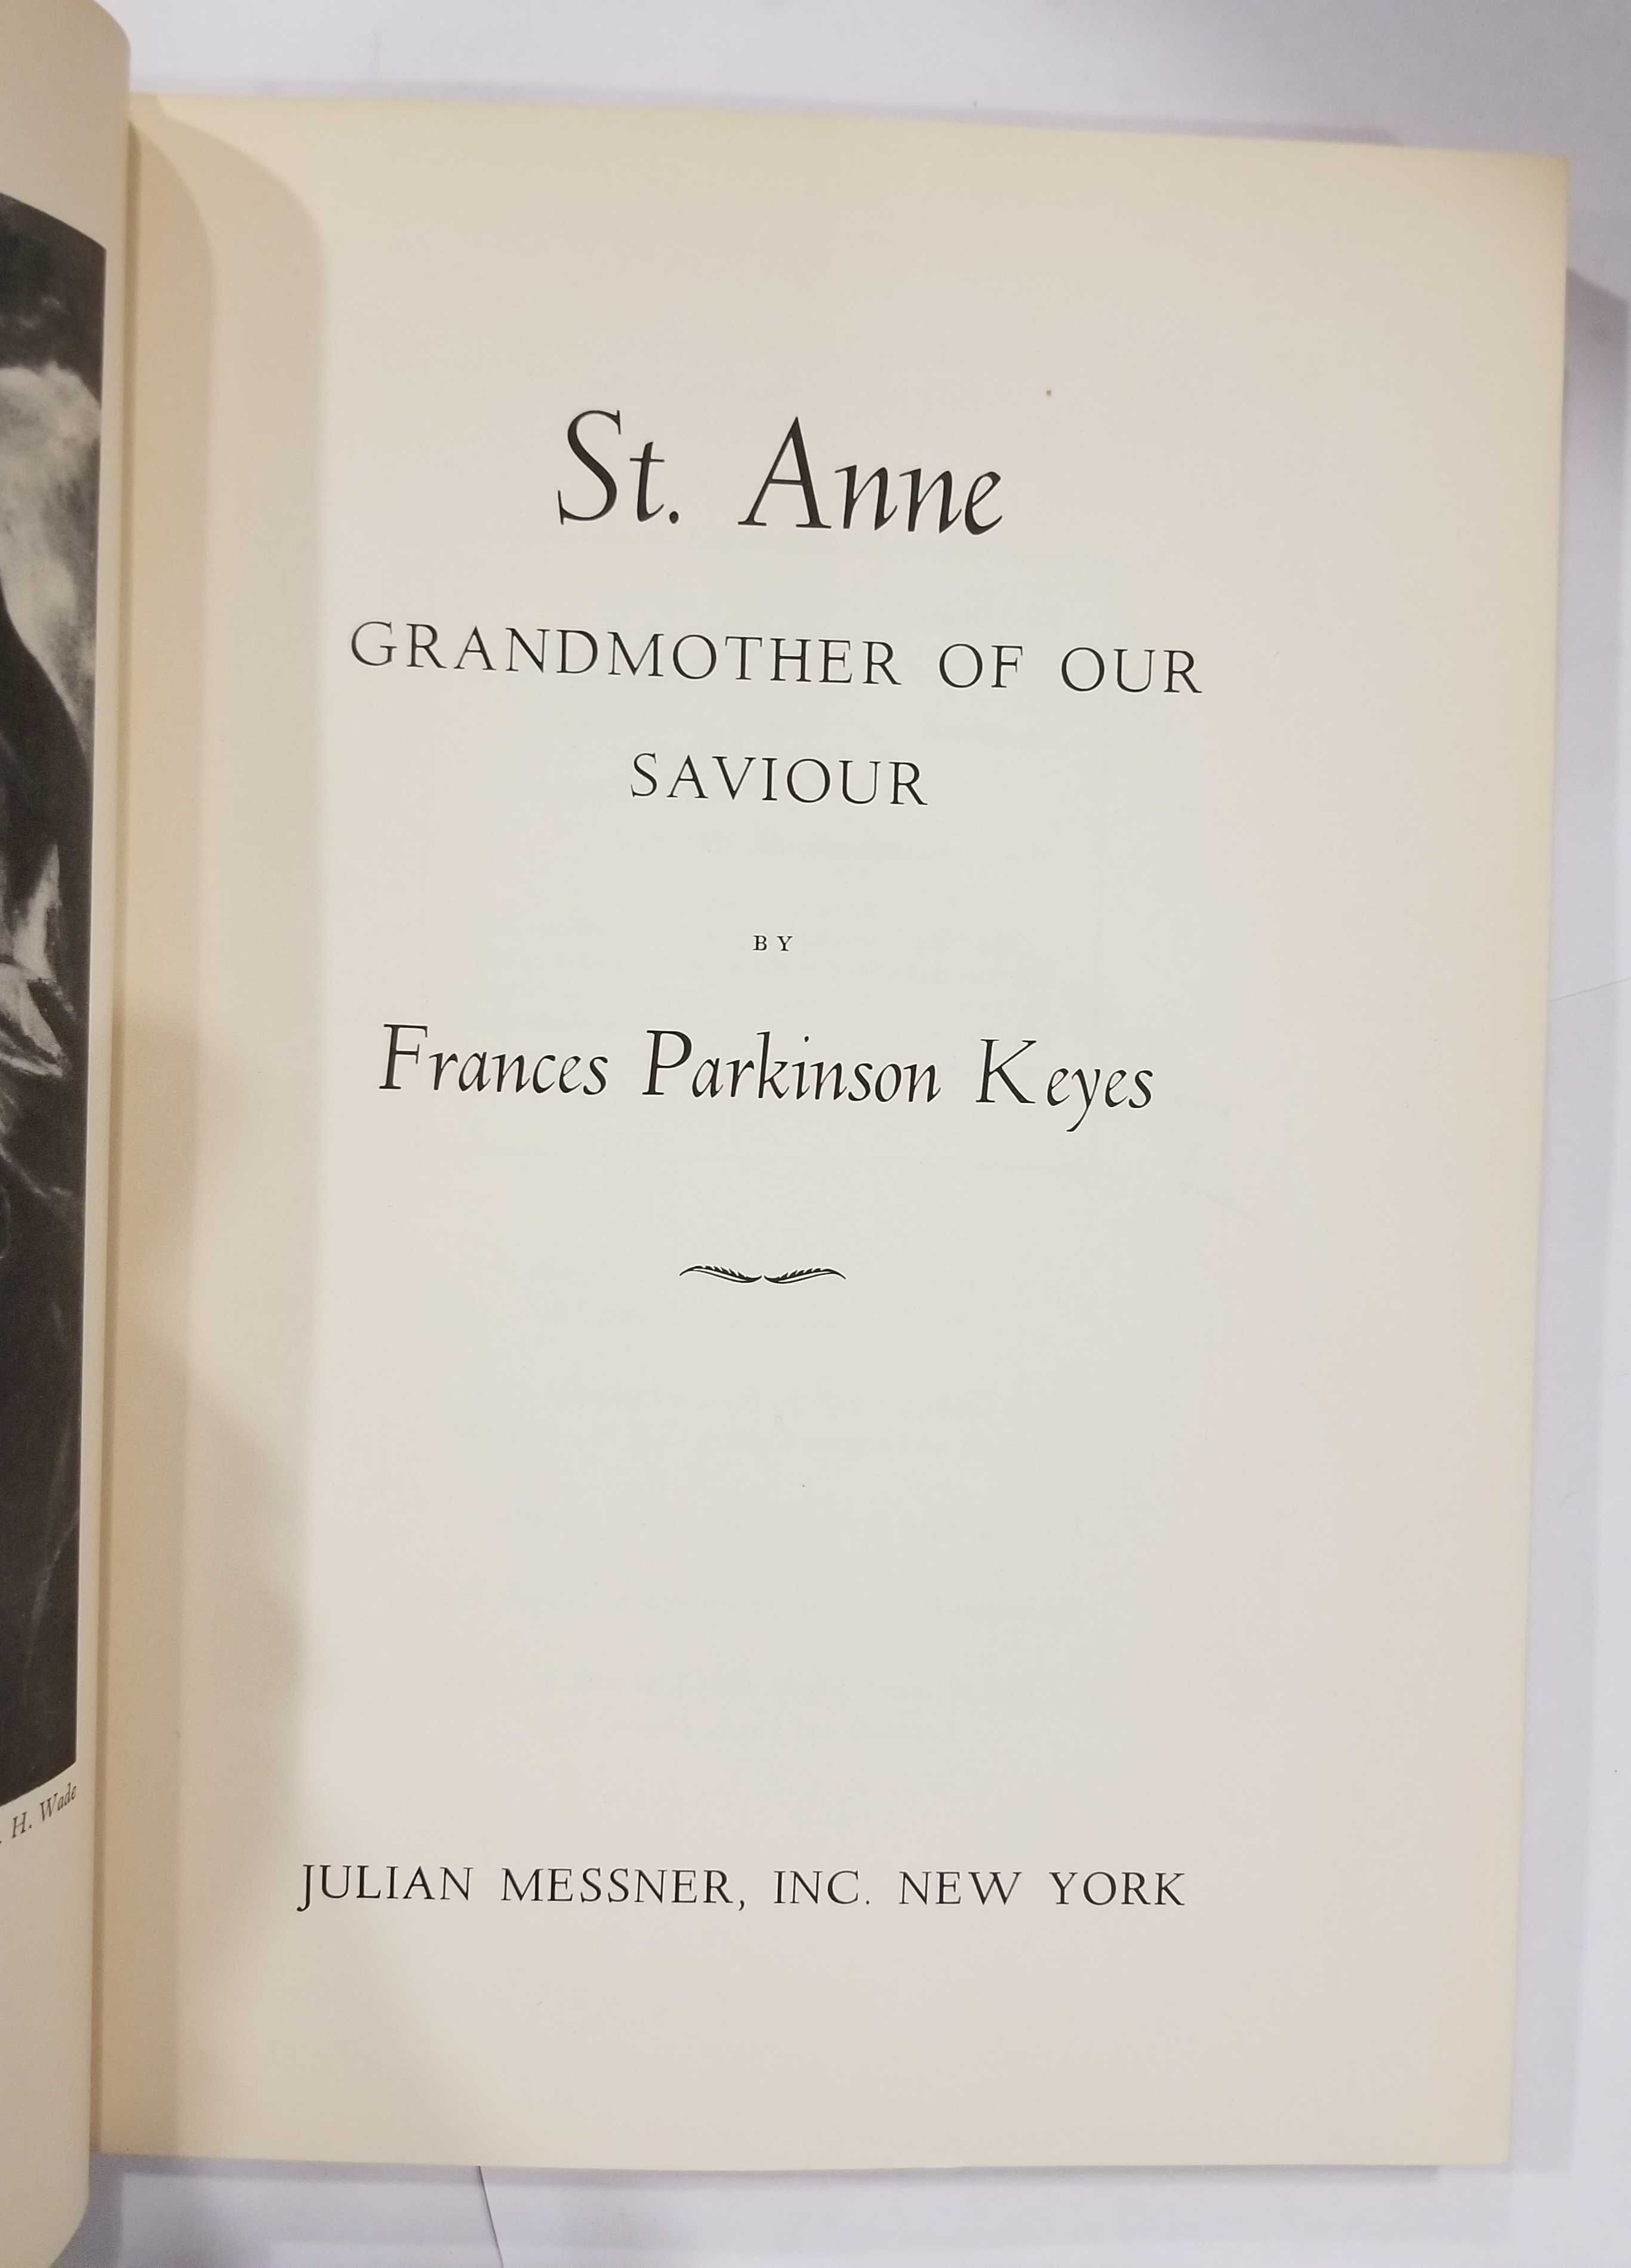 St. Anne
GRANDMOTHER OF OUR
SAVIOUR
BY
Frances Parkinson Keyes
H. Wade
JULIAN MESSNER, INC. NEW YORK